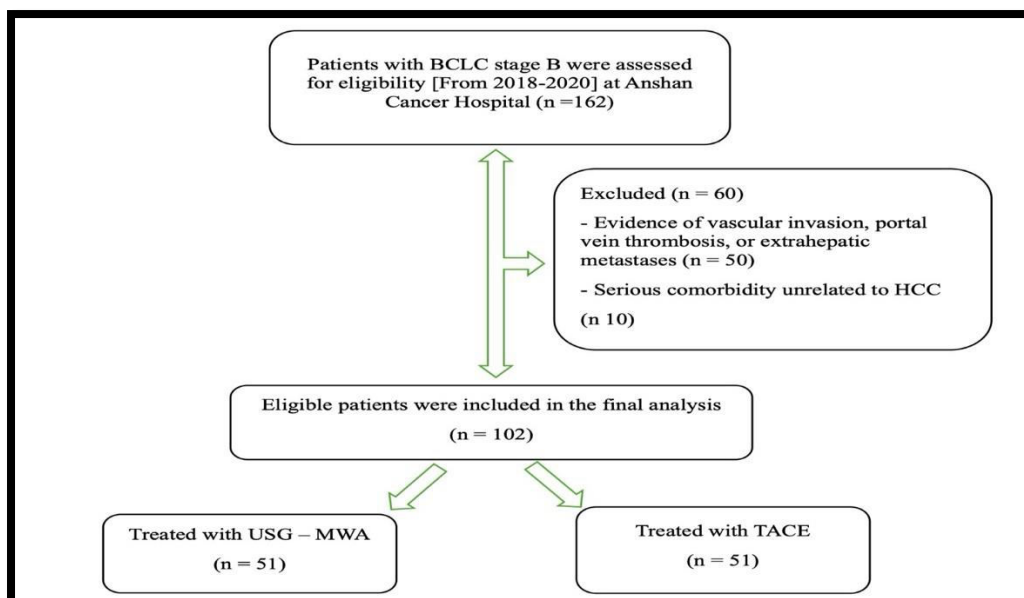 Patients with BCLC stage B were assessed
for eligibility [From 2018-2020] at Anshan
Cancer Hospital (n =162)
Excluded (n = 60)
- Evidence of vascular invasion, portal
vein thrombosis, or extrahepatic
metastases (n = 50)
- Serious comorbidity unrelated to HCC
(n 10)
Eligible patients were included in the final analysis
(n = 102)
Treated with USG – MWA
(n = 51)
Treated with TACE
(n = 51)